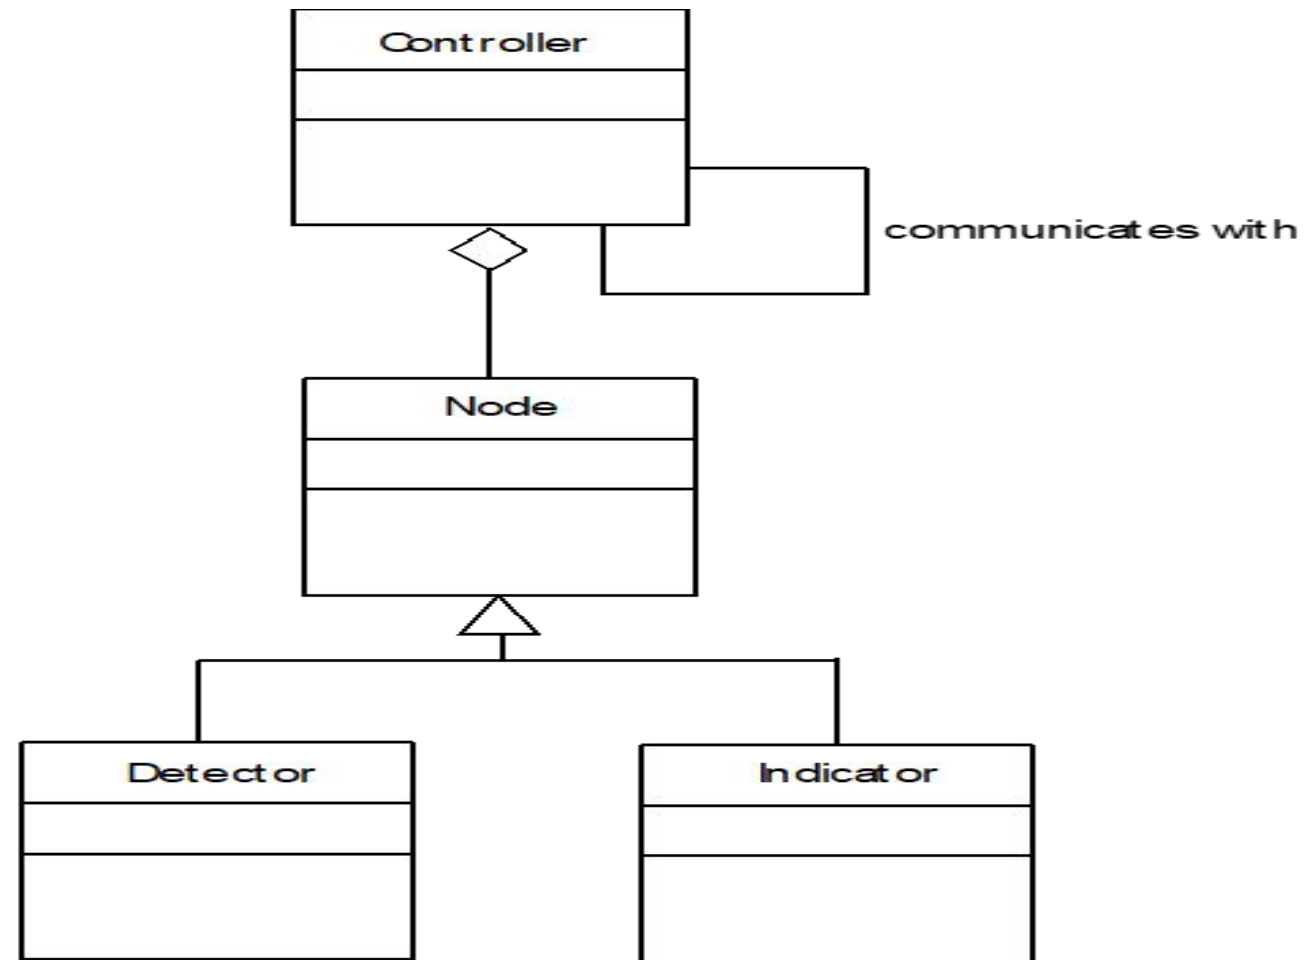 Controller
communicates with
Node
Detector
Indicator